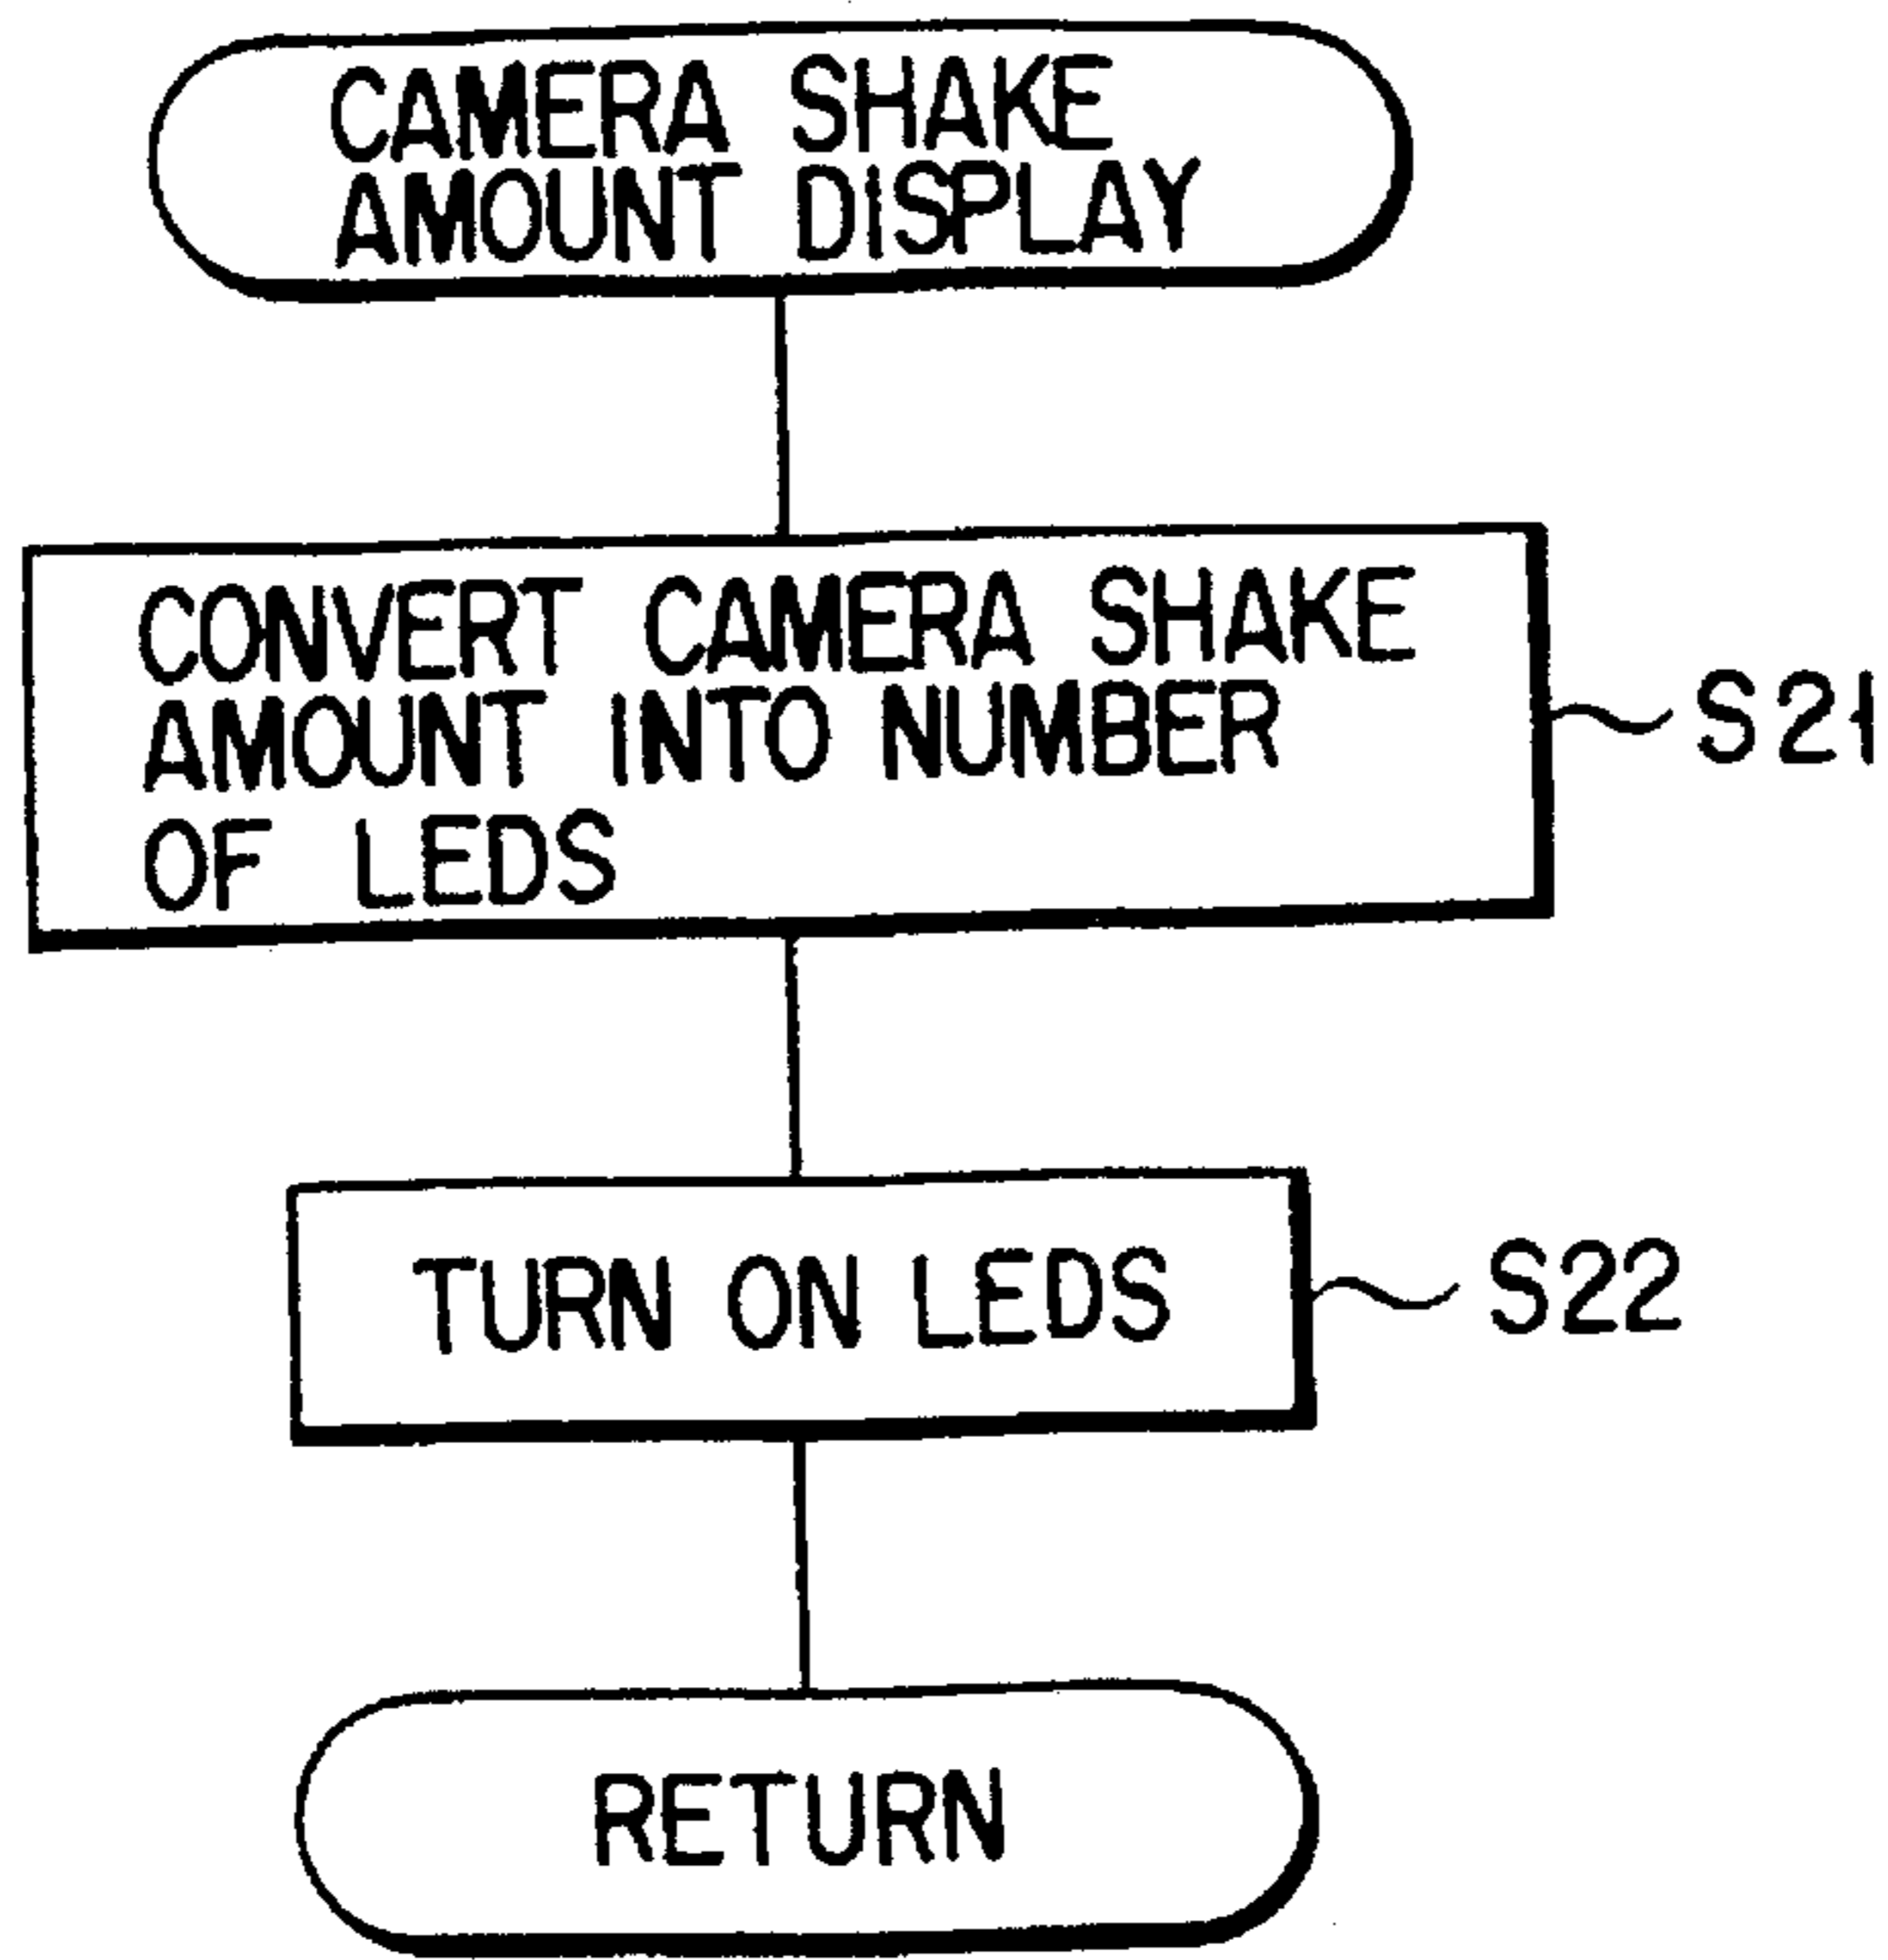 CAMERA SHAKE
AMOUNT DISPLAY
CONVERT CAMERA SHAKE
AMOUNT INTO NUMBER
OF LEDS
S21
TURN ON LEDS
S22
RETURN